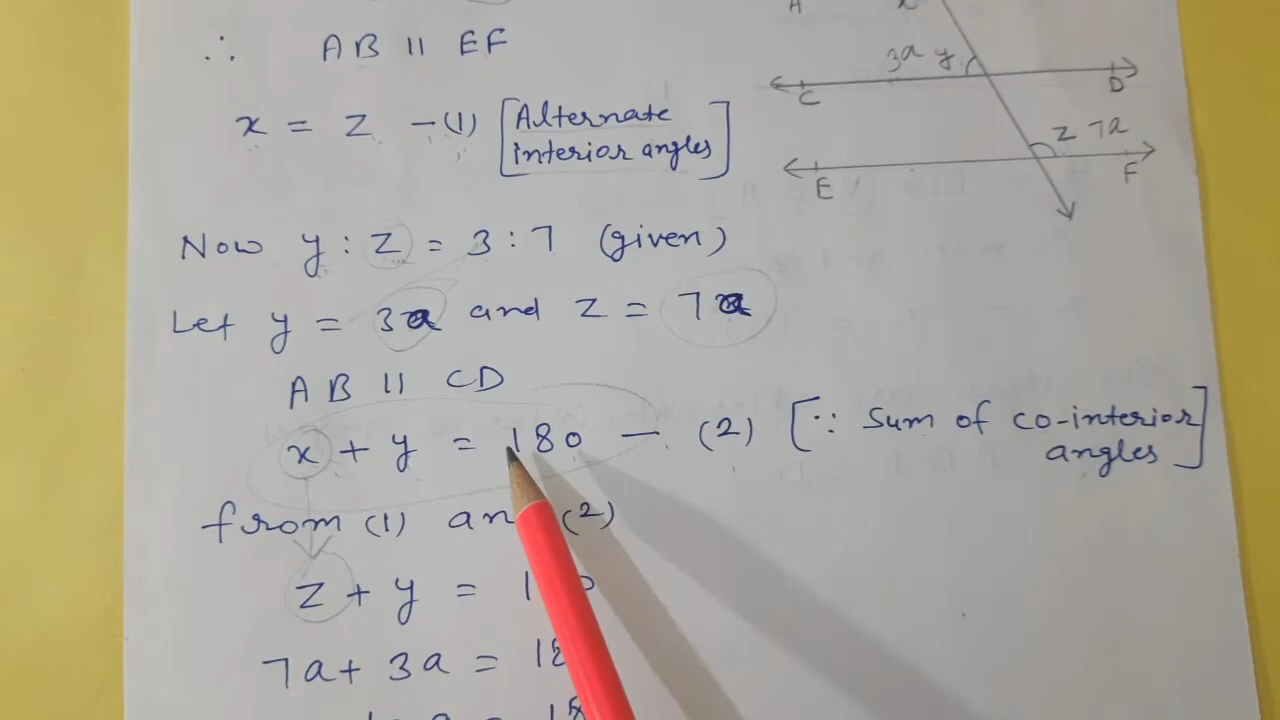 ∴ AB || EF
x = z —(1) [Alternate
interior angles]
Now y : z = 3 : 7 (given)
Let y = 3a and z = 7a
AB || CD
x + y = 180 — (2) [∵ Sum of co-interior
angles]
from (1) an (2)
z + y = 1
7a + 3a = 18
A
x
3a y
C
D
z 7a
E
F